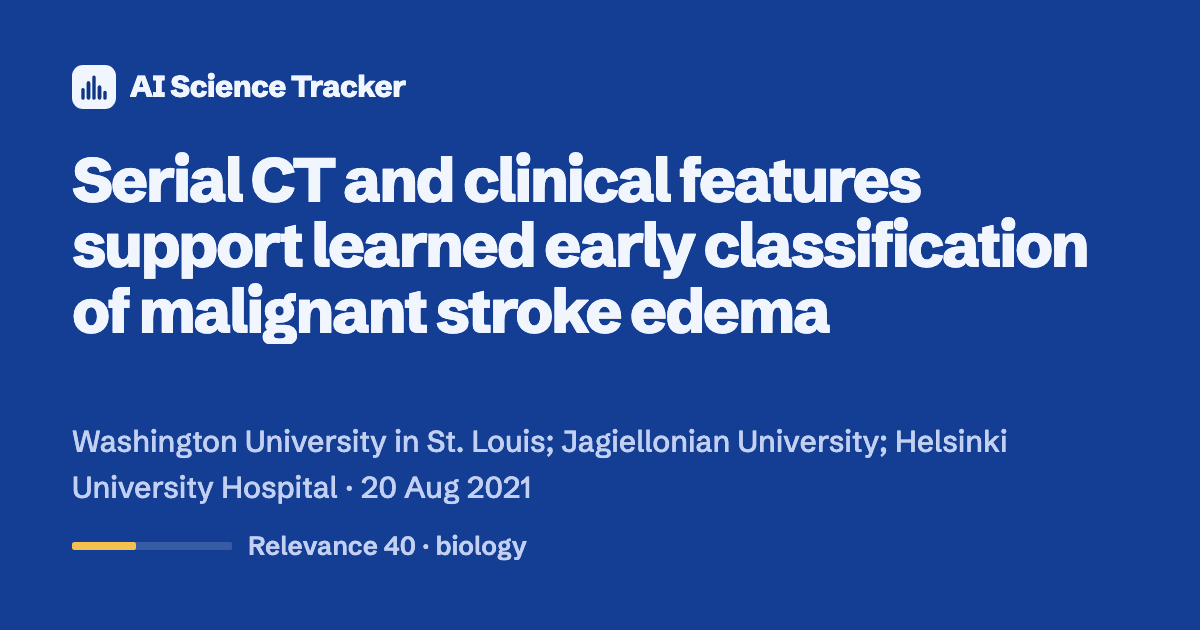 AI Science Tracker
Serial CT and clinical features
support learned early classification
of malignant stroke edema
Washington University in St. Louis; Jagiellonian University; Helsinki
University Hospital · 20 Aug 2021
Relevance 40 · biology